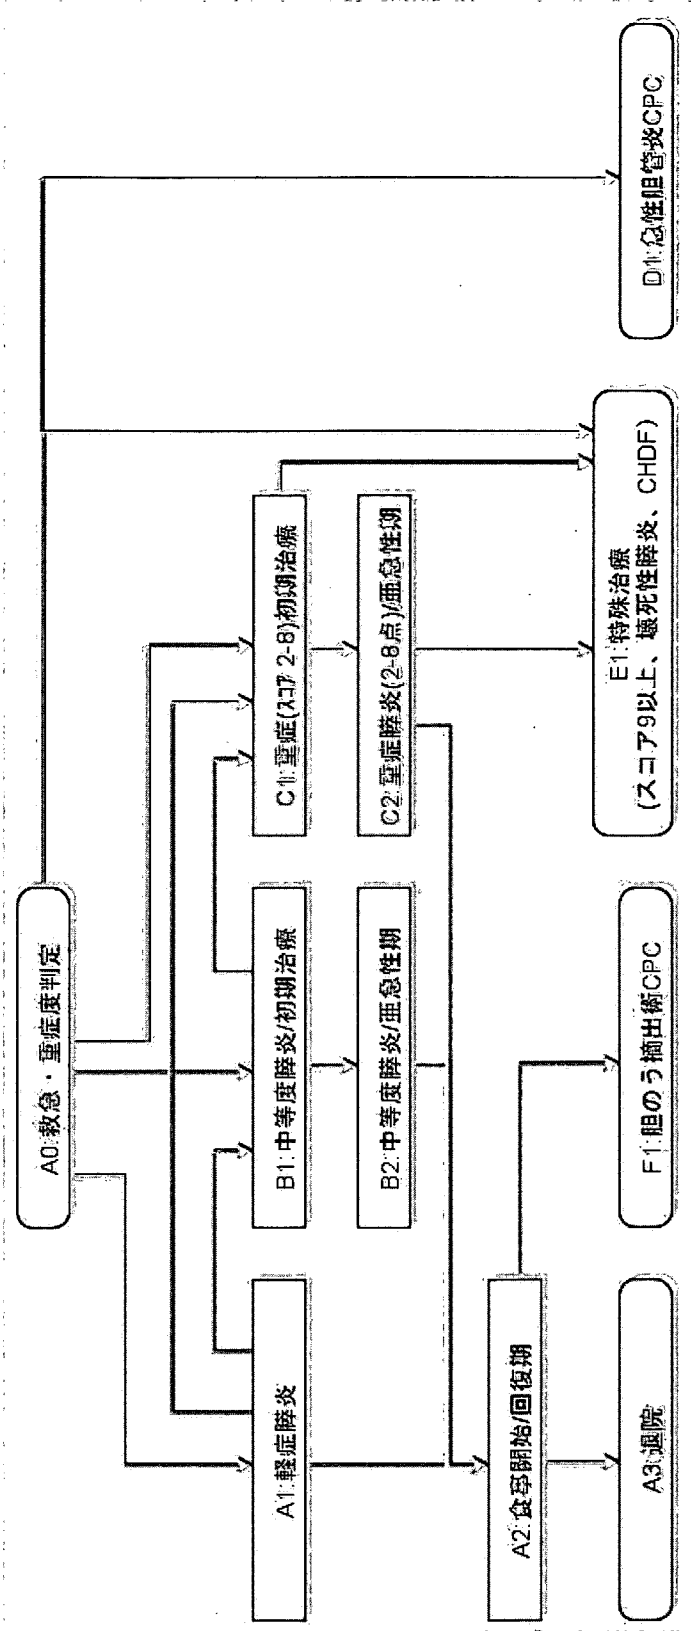 A0:救急・重症度判定
A1:軽症膵炎
B1:中等度膵炎/初期治療
C1:重症(スコア 2-8)初期治療
B2:中等度膵炎/亜急性期
C2:重症膵炎(2-8点)/亜急性期
A2:食事開始/回復期
A3:退院
F1:胆のう摘出術CPC
E1:特殊治療
(スコア9以上、壊死性膵炎、CHDF)
D1:急性胆管炎CPC